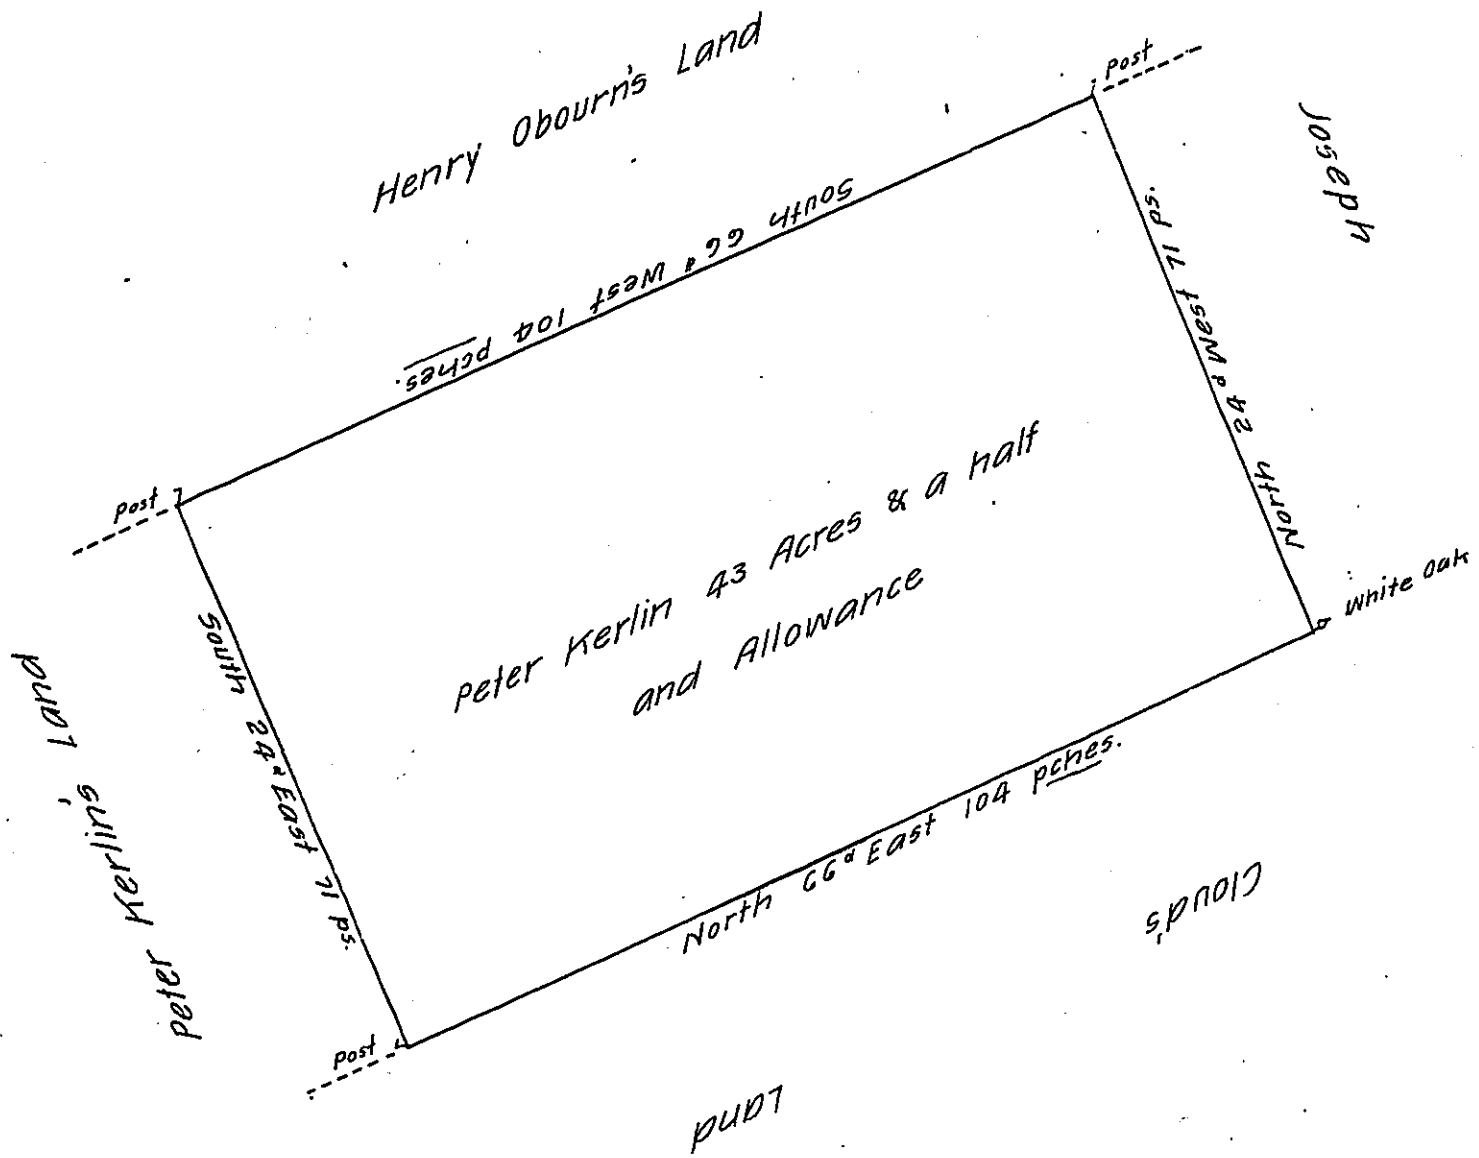 Henry Obourn's Land
Post
Joseph
South 66ᵈ West 104 pches.
North 24ᵈ West 71 ps.
Post
Peter Kerlin 43 Acres & a half
and Allowance
White Oak
South 24ᵈ East 71 ps.
Peter Kerlin's Land
North 66ᵈ East 104 pches.
Clouds'
Post
Land